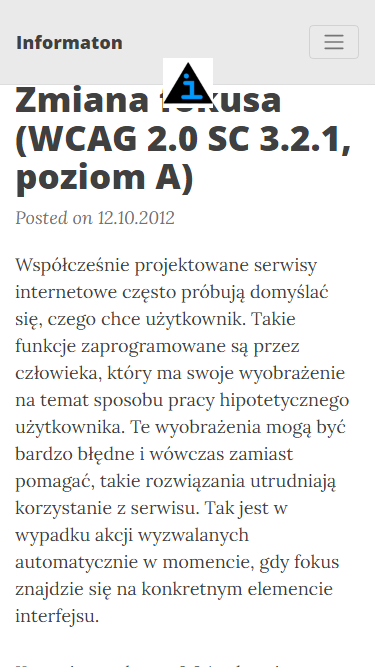 Informaton
Zmiana fokusa
(WCAG 2.0 SC 3.2.1,
poziom A)
Posted on 12.10.2012
Współcześnie projektowane serwisy
internetowe często próbują domyślać
się, czego chce użytkownik. Takie
funkcje zaprogramowane są przez
człowieka, który ma swoje wyobrażenie
na temat sposobu pracy hipotetycznego
użytkownika. Te wyobrażenia mogą być
bardzo błędne i wówczas zamiast
pomagać, takie rozwiązania utrudniają
korzystanie z serwisu. Tak jest w
wypadku akcji wyzwalanych
automatycznie w momencie, gdy fokus
znajdzie się na konkretnym elemencie
interfejsu.